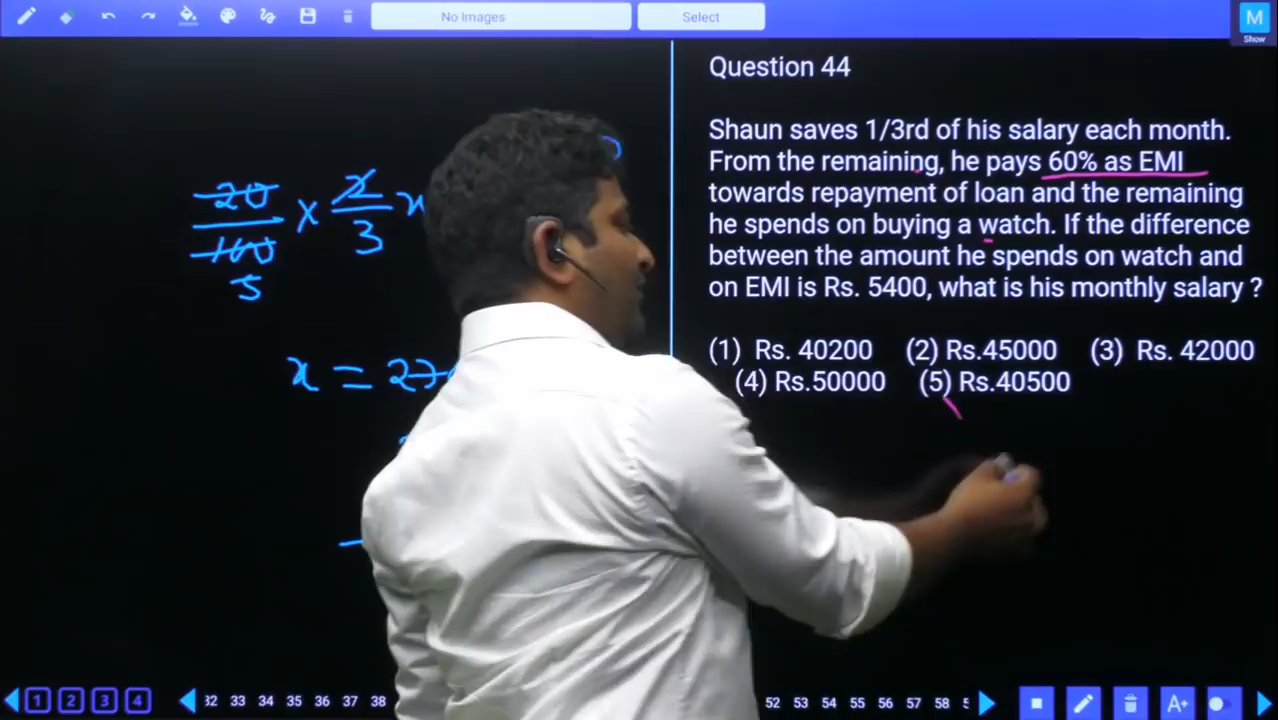 No Images
Select
M
Show
Question 44
Shaun saves 1/3rd of his salary each month.
From the remaining, he pays 60% as EMI
towards repayment of loan and the remaining
he spends on buying a watch. If the difference
between the amount he spends on watch and
on EMI is Rs. 5400, what is his monthly salary ?
(1) Rs. 40200 (2) Rs.45000 (3) Rs. 42000
(4) Rs.50000 (5) Rs.40500
20/100 × 2/3 x
5
x = 27
1 2 3 4
32 33 34 35 36 37 38
52 53 54 55 56 57 58
A+